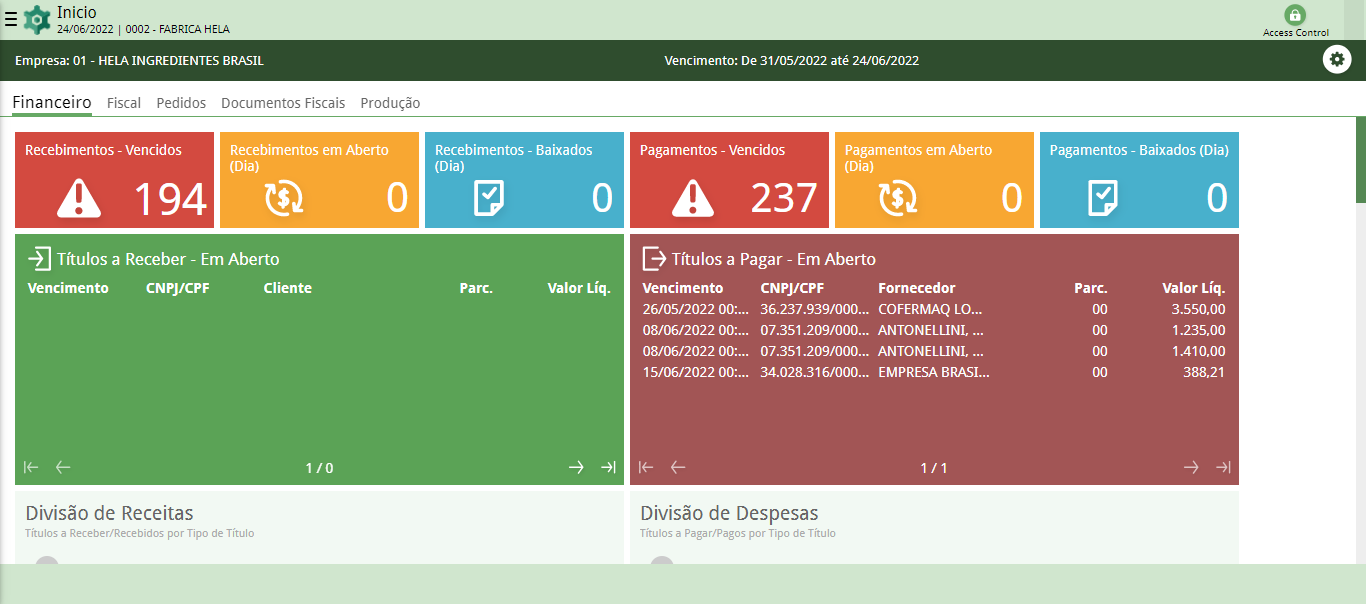 Inicio
24/06/2022 | 0002 - FABRICA HELA
Access Control
Empresa: 01 - HELA INGREDIENTES BRASIL
Vencimento: De 31/05/2022 até 24/06/2022
Financeiro Fiscal Pedidos Documentos Fiscais Produção
Recebimentos - Vencidos
194
Recebimentos em Aberto
(Dia)
0
Recebimentos - Baixados
(Dia)
0
Pagamentos - Vencidos
237
Pagamentos em Aberto
(Dia)
0
Pagamentos - Baixados (Dia)
0
Títulos a Receber - Em Aberto
Vencimento CNPJ/CPF Cliente Parc. Valor Líq.
1 / 0
Títulos a Pagar - Em Aberto
Vencimento CNPJ/CPF Fornecedor Parc. Valor Líq.
26/05/2022 00:... 36.237.939/000... COFERMAQ LO... 00 3.550,00
08/06/2022 00:... 07.351.209/000... ANTONELLINI, ... 00 1.235,00
08/06/2022 00:... 07.351.209/000... ANTONELLINI, ... 00 1.410,00
15/06/2022 00:... 34.028.316/000... EMPRESA BRASI... 00 388,21
1 / 1
Divisão de Receitas
Títulos a Receber/Recebidos por Tipo de Título
Divisão de Despesas
Títulos a Pagar/Pagos por Tipo de Título